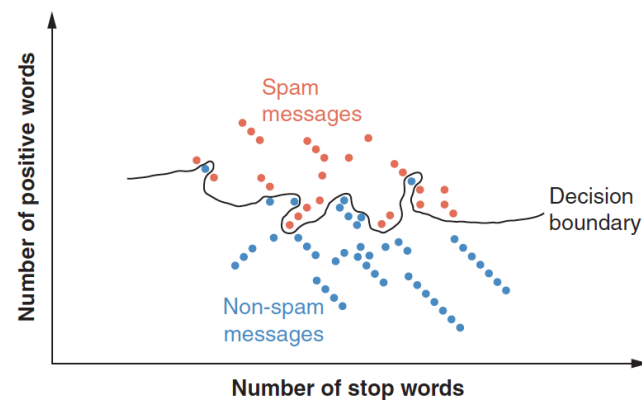 Number of positive words
Spam
messages
Decision
boundary
Non-spam
messages
Number of stop words